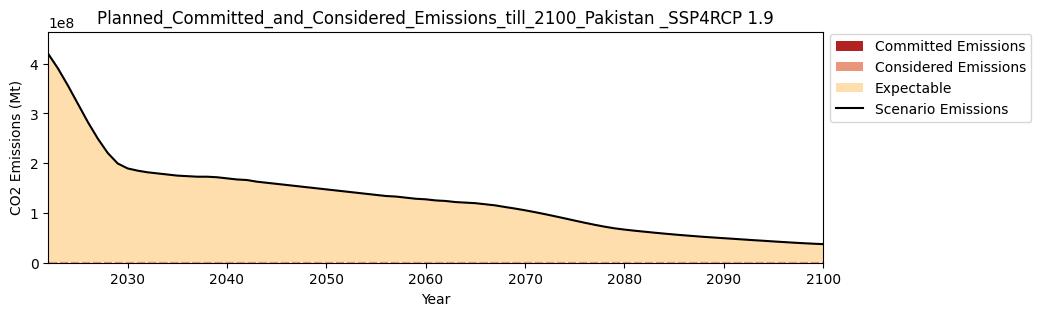 Planned_Committed_and_Considered_Emissions_till_2100_Pakistan _SSP4RCP 1.9
1e8
Committed Emissions
Considered Emissions
Expectable
Scenario Emissions
CO2 Emissions (Mt)
4
3
2
1
0
2030 2040 2050 2060 2070 2080 2090 2100
Year